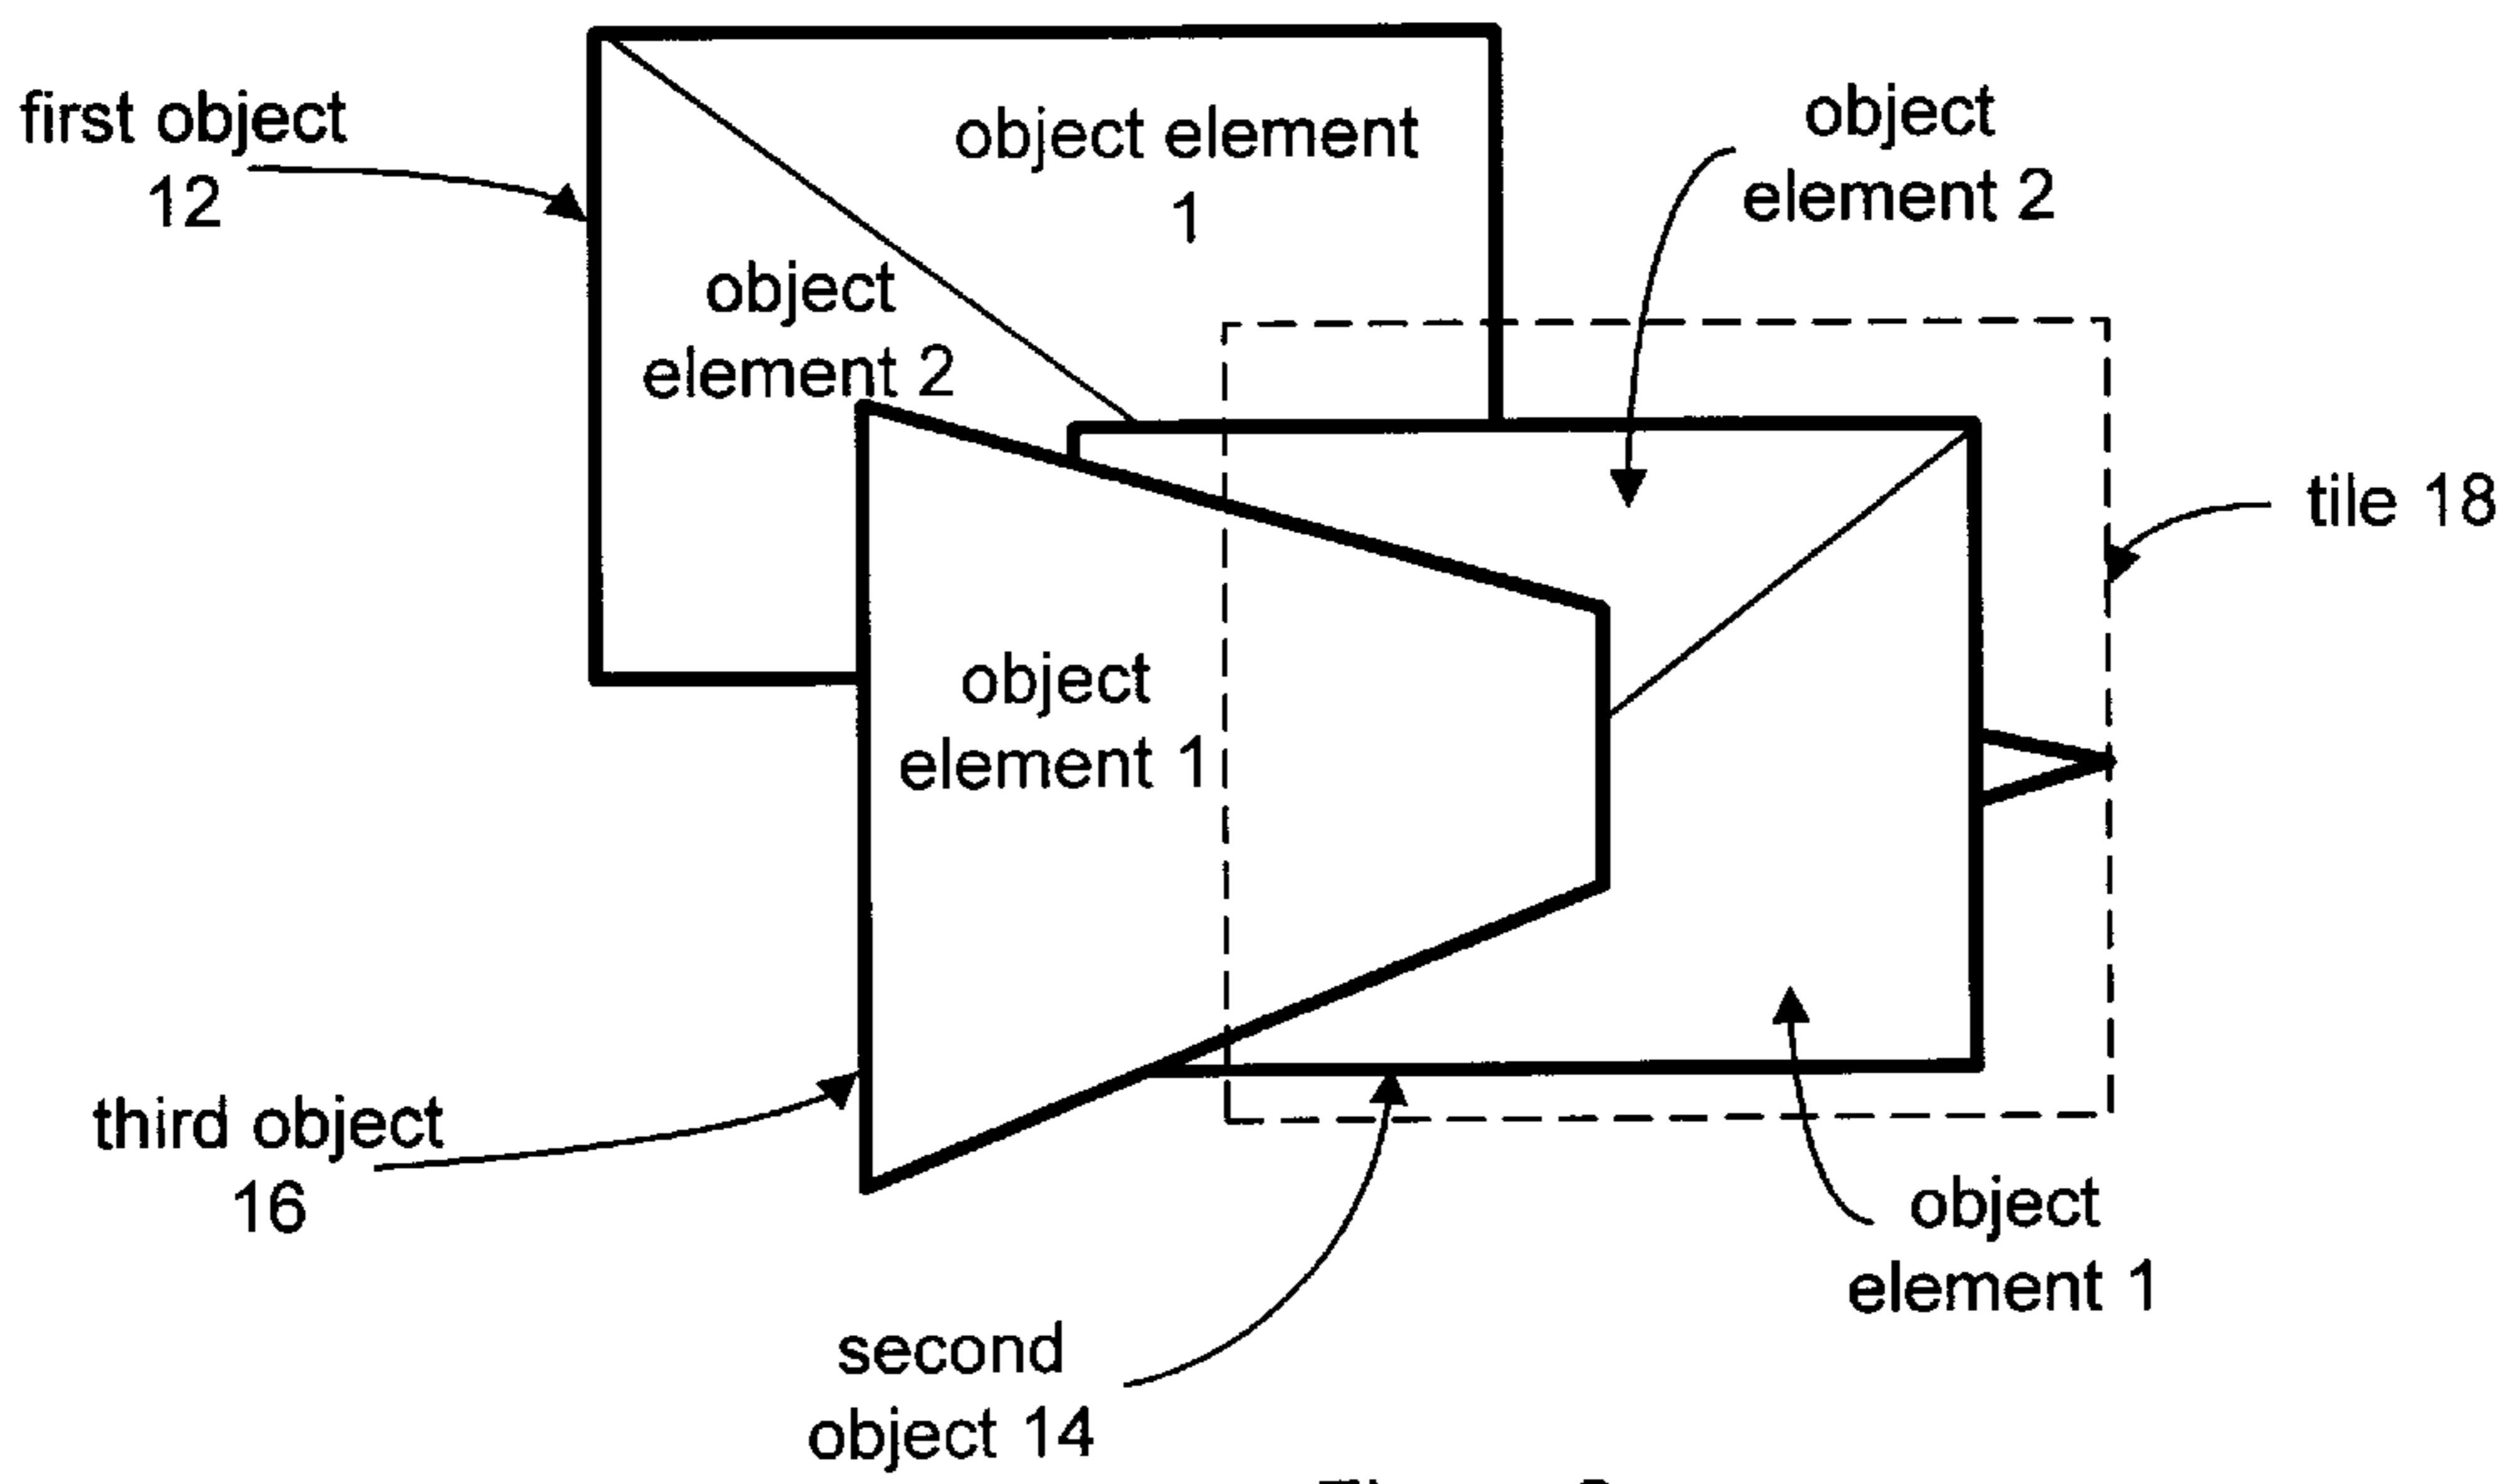 first object
12
object element
1
object
element 2
object
element 2
tile 18
object
element 1
third object
16
object
element 1
second
object 14